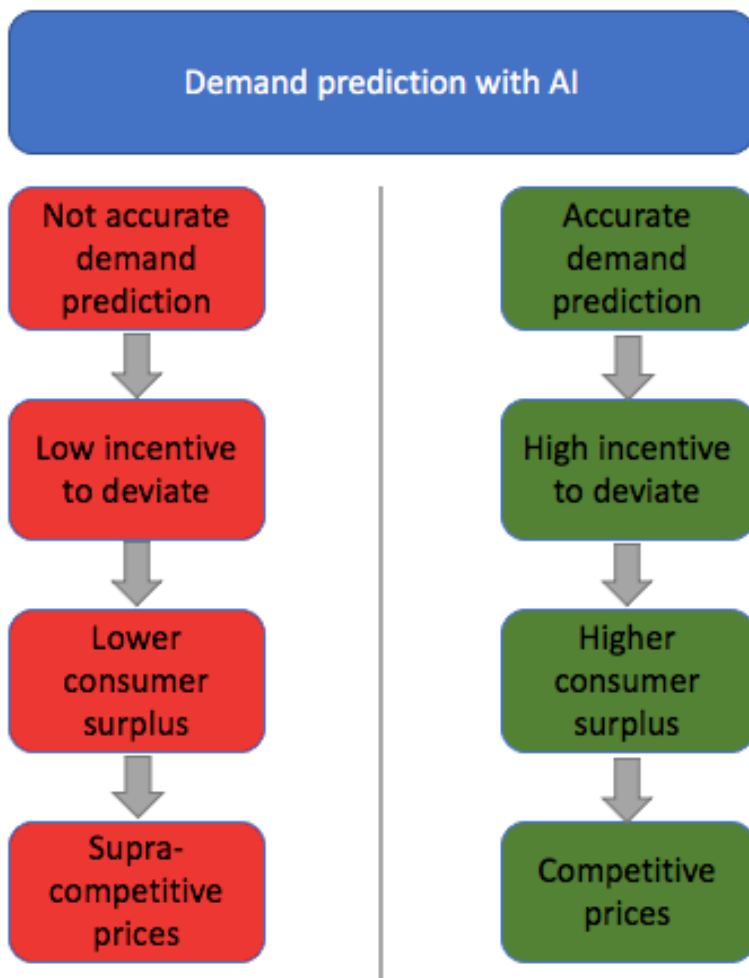 Demand prediction with AI
Not accurate
demand
prediction
Low incentive
to deviate
Lower
consumer
surplus
Supra-
competitive
prices
Accurate
demand
prediction
High incentive
to deviate
Higher
consumer
surplus
Competitive
prices